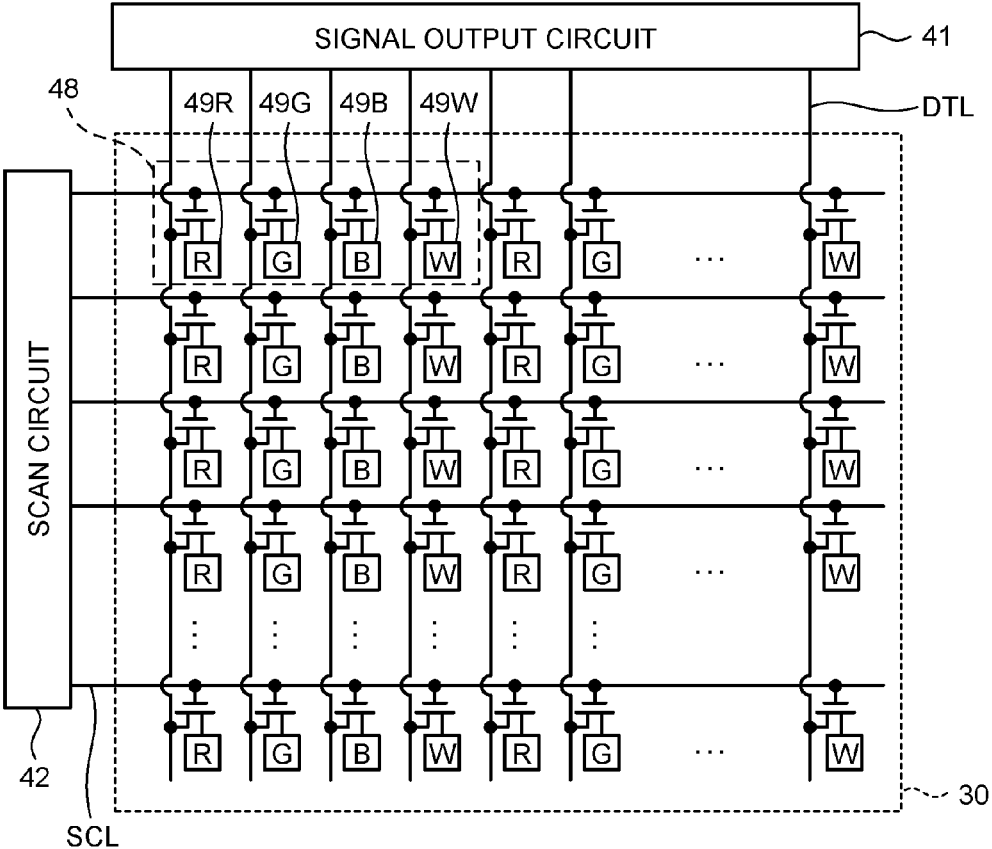 SIGNAL OUTPUT CIRCUIT
41
48
49R 49G 49B 49W
DTL
R G B W R G ... W
R G B W R G ... W
R G B W R G ... W
R G B W R G ... W
R G B W R G ... W
SCAN CIRCUIT
42
SCL
30